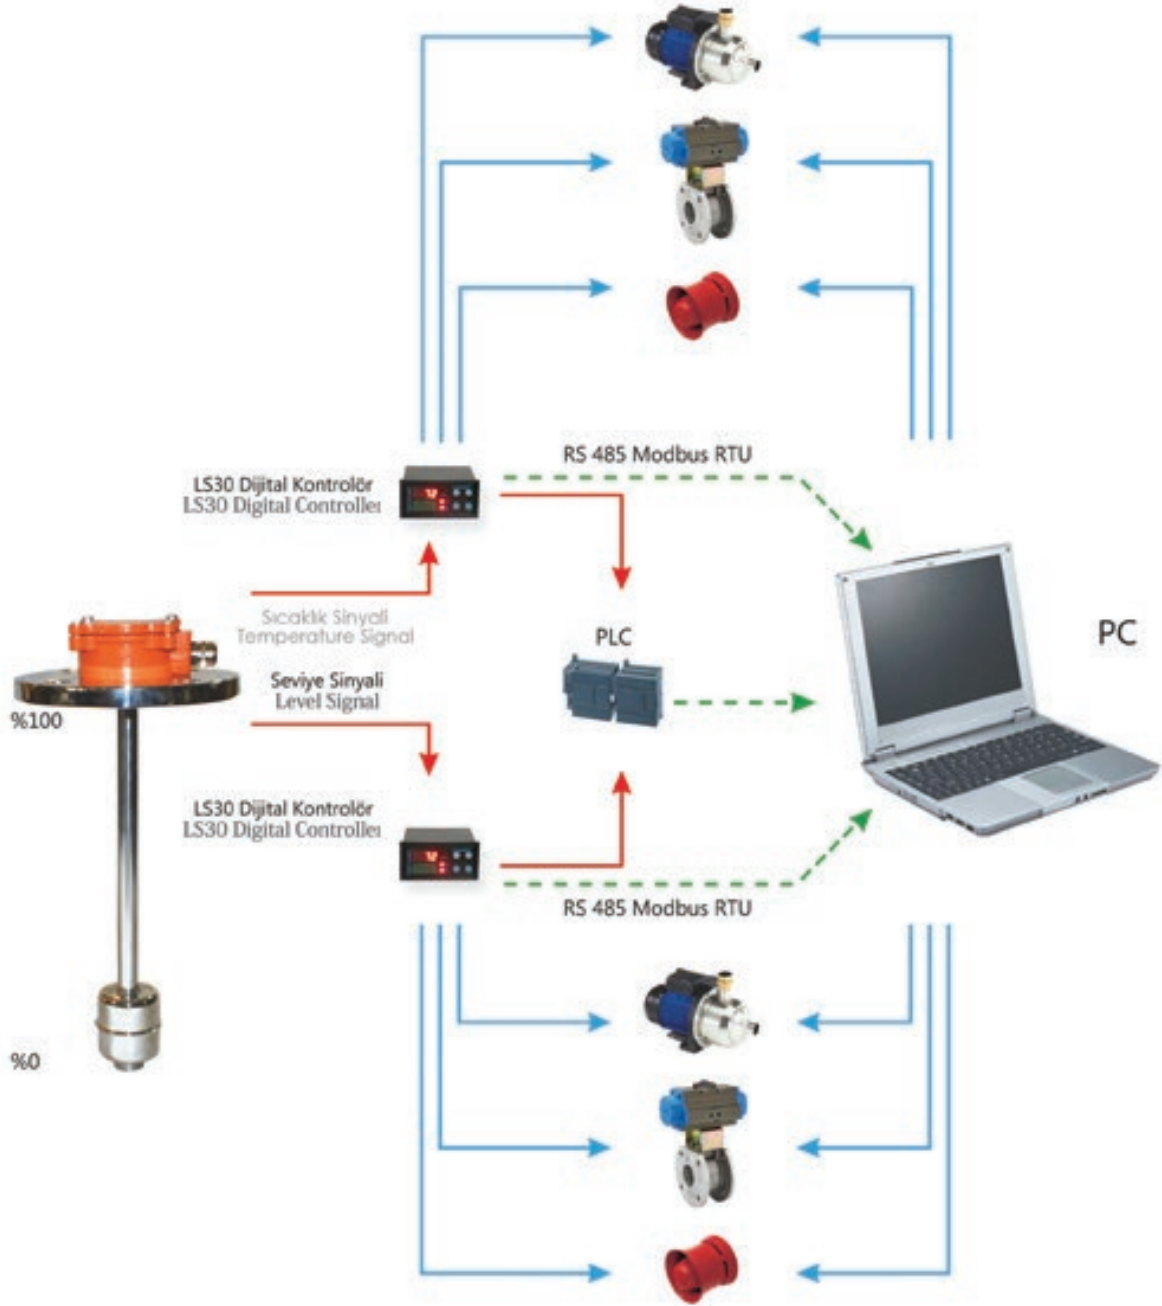 RS 485 Modbus RTU
LS30 Dijital Kontrolör
LS30 Digital Controller
Sıcaklık Sinyali
Temperature Signal
PLC
PC
Seviye Sinyali
Level Signal
%100
LS30 Dijital Kontrolör
LS30 Digital Controller
RS 485 Modbus RTU
%0